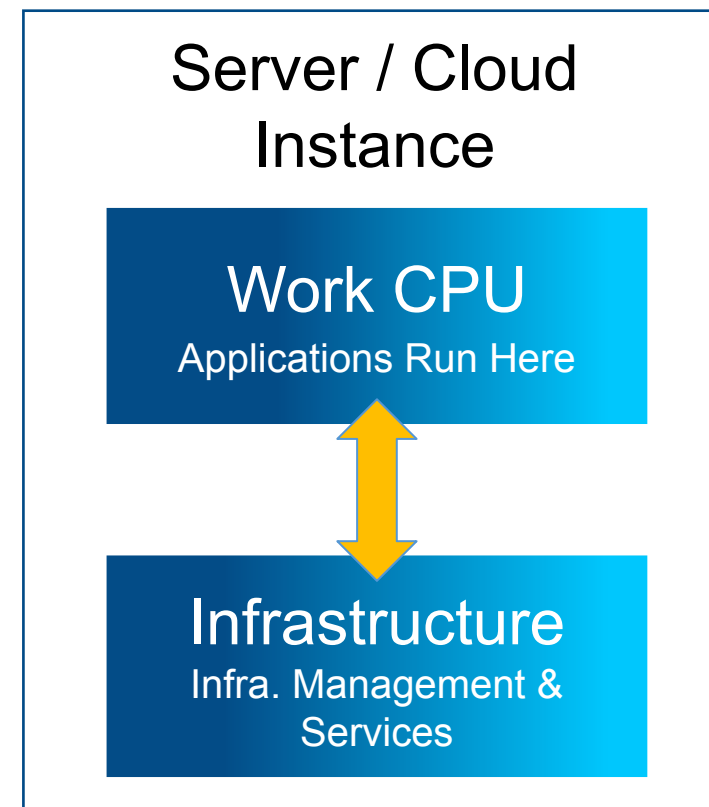 Server / Cloud
Instance
Work CPU
Applications Run Here
Infrastructure
Infra. Management &
Services